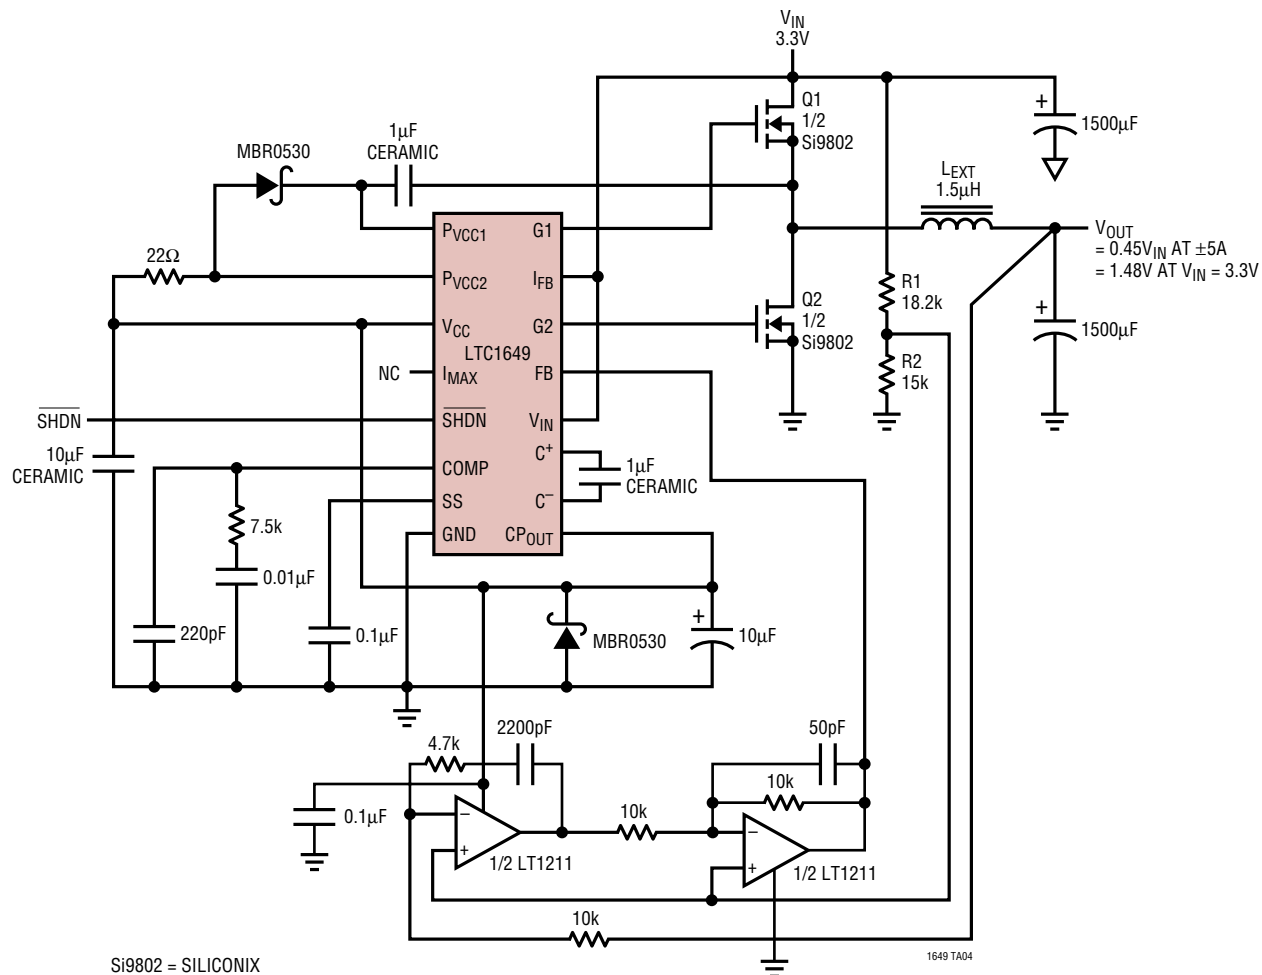 VIN
3.3V
Q1
1/2
Si9802
+
1500µF
MBR0530
1µF
CERAMIC
LEXT
1.5µH
VOUT
= 0.45VIN AT ±5A
= 1.48V AT VIN = 3.3V
22Ω
PVCC1
G1
PVCC2
IFB
VCC
G2
LTC1649
IMAX
FB
SHDN
VIN
COMP
C+
SS
C–
GND
CPOUT
NC
SHDN
10µF
CERAMIC
Q2
1/2
Si9802
R1
18.2k
R2
15k
+
1500µF
1µF
CERAMIC
7.5k
0.01µF
220pF
0.1µF
MBR0530
+
10µF
4.7k
2200pF
50pF
10k
0.1µF
–
+
1/2 LT1211
10k
–
+
1/2 LT1211
10k
1649 TA04
Si9802 = SILICONIX